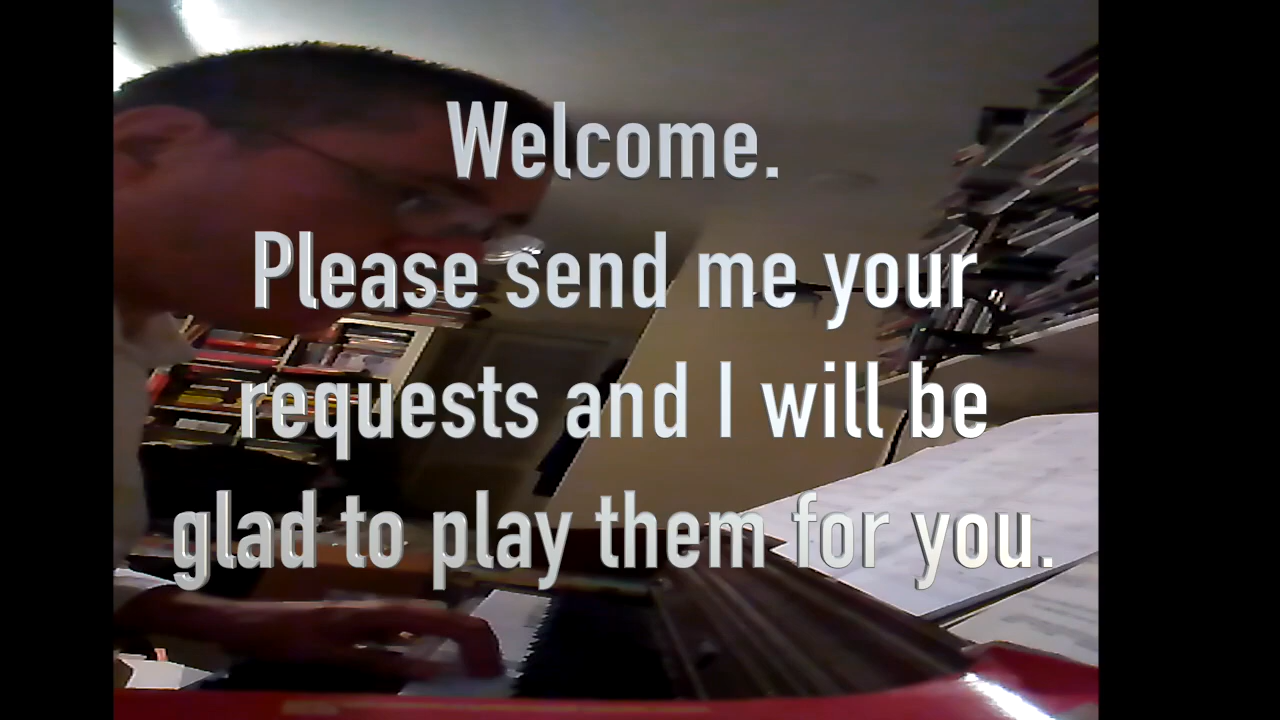 Welcome.
Please send me your
requests and I will be
glad to play them for you.